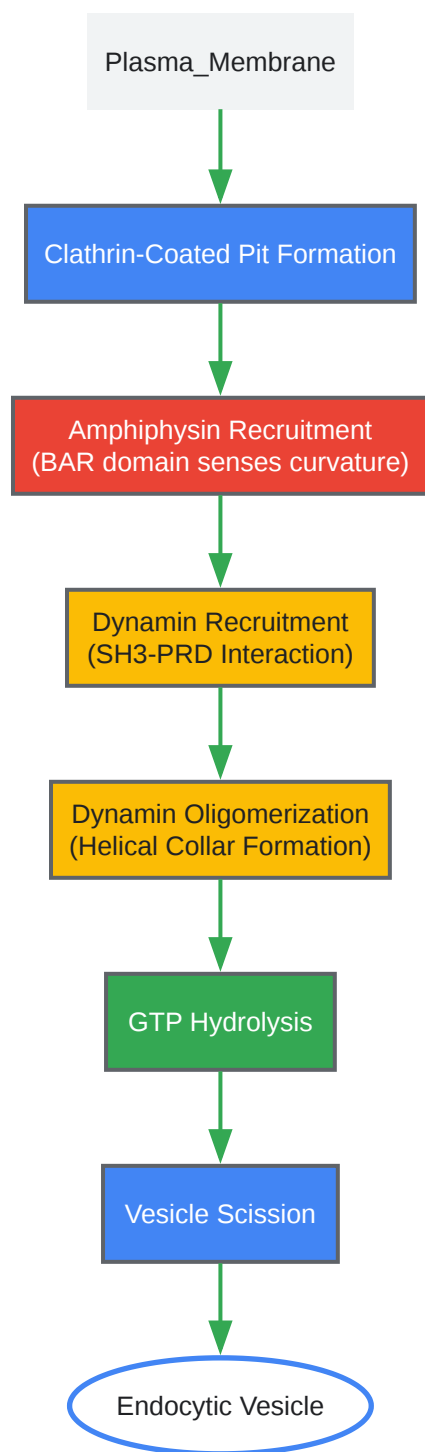 Plasma_Membrane
Clathrin-Coated Pit Formation
Amphiphysin Recruitment
(BAR domain senses curvature)
Dynamin Recruitment
(SH3-PRD Interaction)
Dynamin Oligomerization
(Helical Collar Formation)
GTP Hydrolysis
Vesicle Scission
Endocytic Vesicle